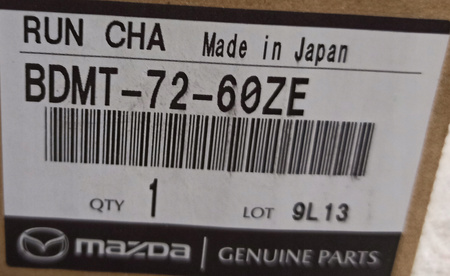 RUN CHA Made in Japan
BDMT-72-60ZE
QTY 1 LOT 9L13
mazda GENUINE PARTS